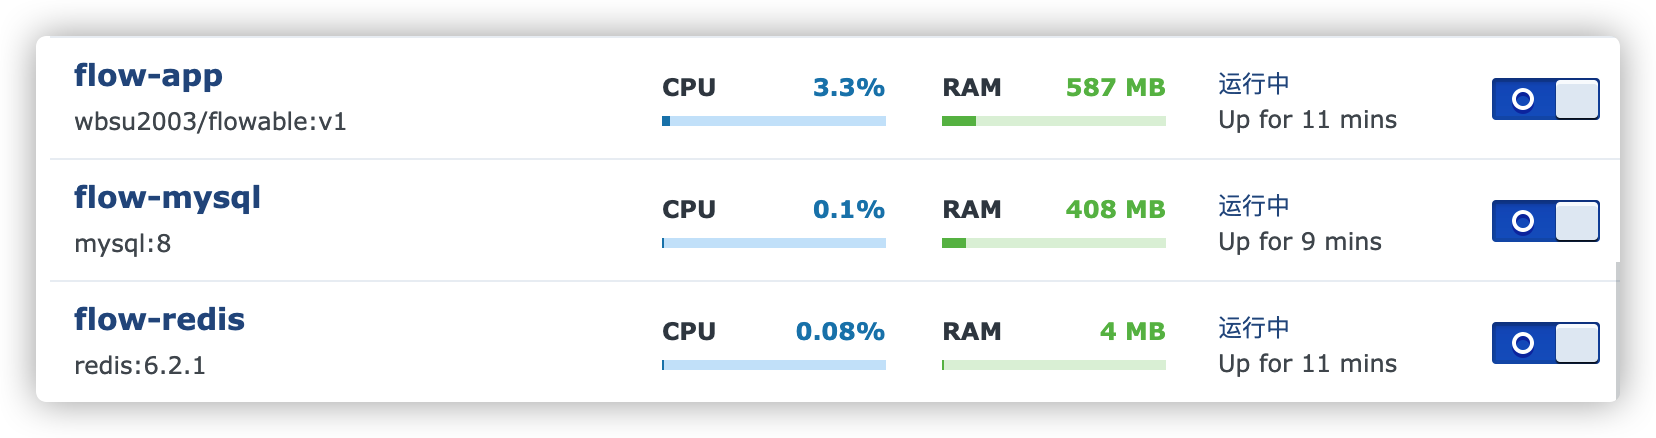 flow-app
wbsu2003/flowable:v1
CPU 3.3%
RAM 587 MB
运行中
Up for 11 mins
flow-mysql
mysql:8
CPU 0.1%
RAM 408 MB
运行中
Up for 9 mins
flow-redis
redis:6.2.1
CPU 0.08%
RAM 4 MB
运行中
Up for 11 mins